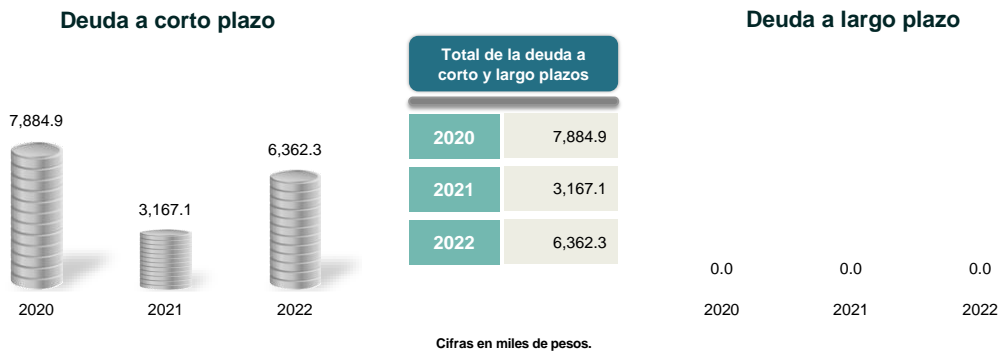 Deuda a corto plazo
7,884.9
3,167.1
6,362.3
2020
2021
2022
Total de la deuda a
corto y largo plazos
2020 7,884.9
2021 3,167.1
2022 6,362.3
Deuda a largo plazo
0.0 0.0 0.0
2020 2021 2022
Cifras en miles de pesos.